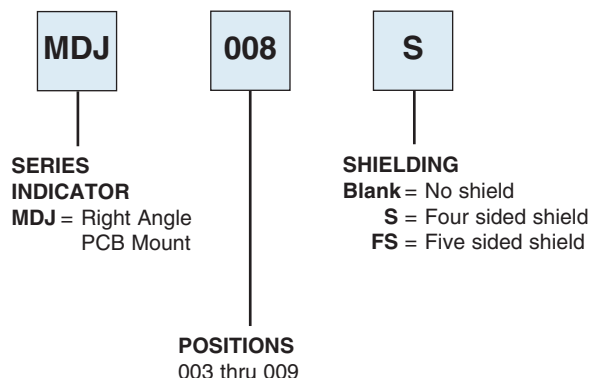 MDJ 008 S
SERIES
INDICATOR
MDJ = Right Angle
PCB Mount
SHIELDING
Blank = No shield
S = Four sided shield
FS = Five sided shield
POSITIONS
003 thru 009